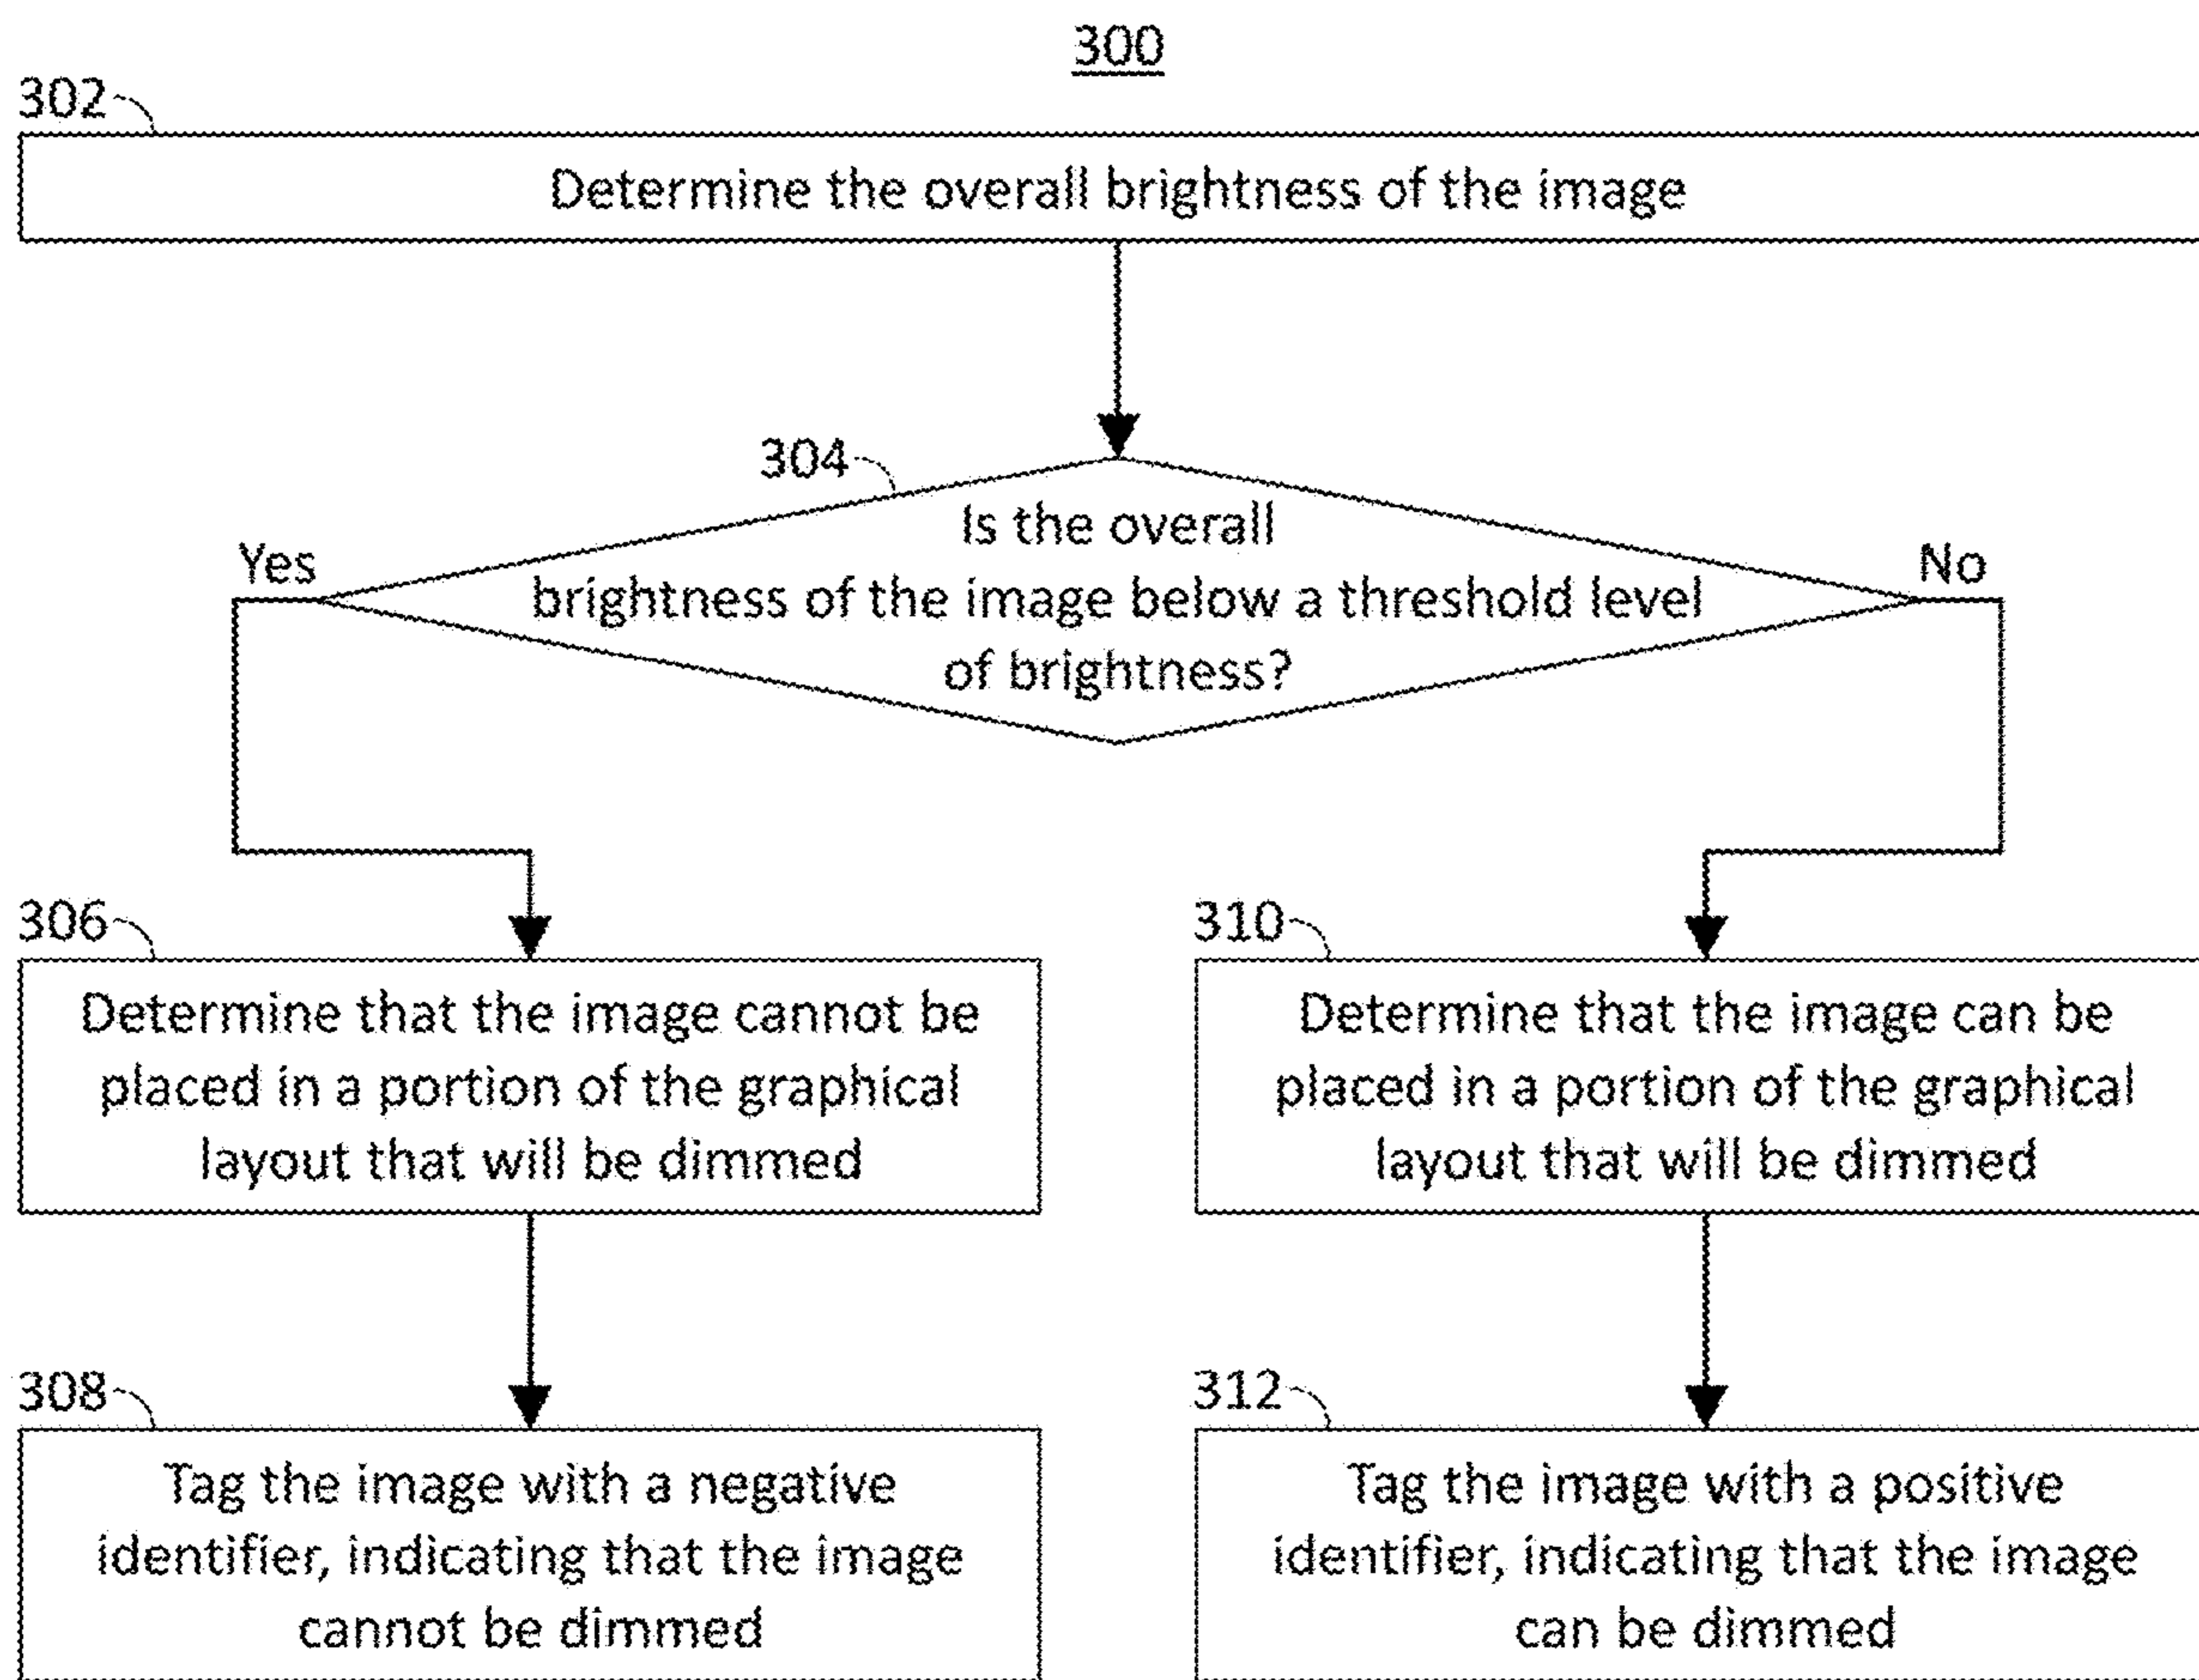 300
302
Determine the overall brightness of the image
304
Is the overall
brightness of the image below a threshold level
of brightness?
Yes
No
306
Determine that the image cannot be
placed in a portion of the graphical
layout that will be dimmed
310
Determine that the image can be
placed in a portion of the graphical
layout that will be dimmed
308
Tag the image with a negative
identifier, indicating that the image
cannot be dimmed
312
Tag the image with a positive
identifier, indicating that the image
can be dimmed